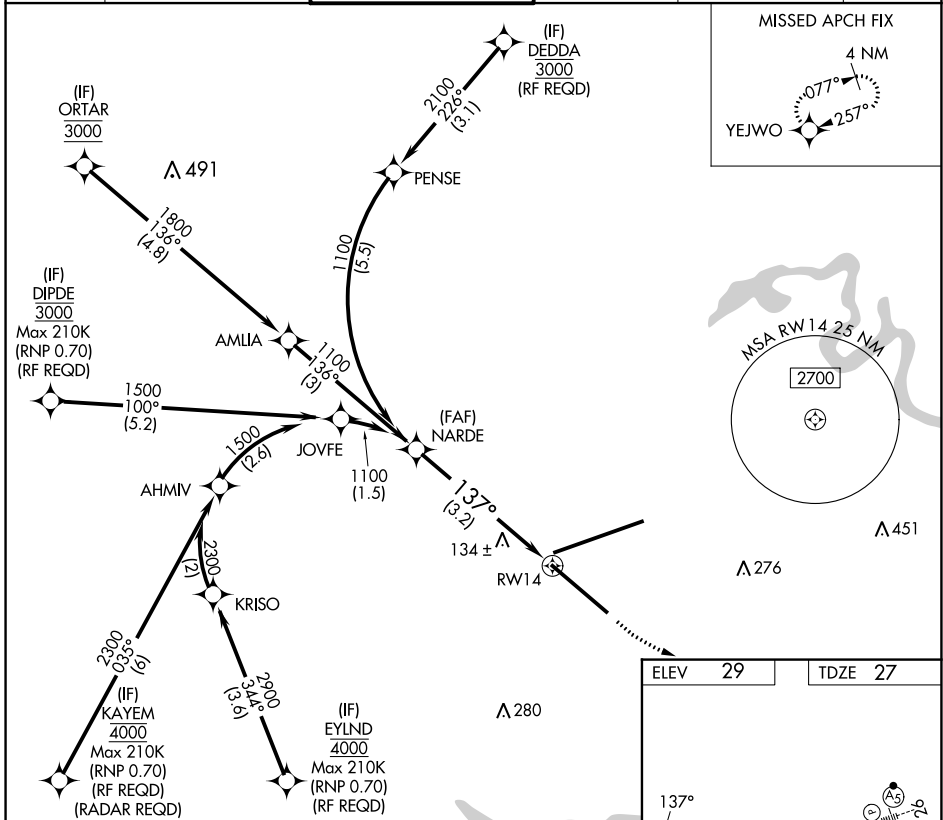 MISSED APCH FIX
4 NM
077°
257°
YEJWO
(IF)
DEDDA
3000
(RF REQD)
2100
226°
(3.1)
PENSE
1100
(5.5)
(IF)
ORTAR
3000
491
1800
136°
(4.8)
AMLIA
1100
136°
(3)
(IF)
DIPDE
3000
Max 210K
(RNP 0.70)
(RF REQD)
1500
100°
(5.2)
JOVFE
1100
(1.5)
(FAF)
NARDE
1500
(2.6)
AHMIV
2300
(2)
KRISO
137°
(3.2)
134 ±
RW14
MSA RW14 25 NM
2700
451
276
280
2300
035°
(6)
(IF)
KAYEM
4000
Max 210K
(RNP 0.70)
(RF REQD)
(RADAR REQD)
2900
344°
(3.6)
(IF)
EYLND
4000
Max 210K
(RNP 0.70)
(RF REQD)
ELEV 29
TDZE 27
137°
A5
P
26